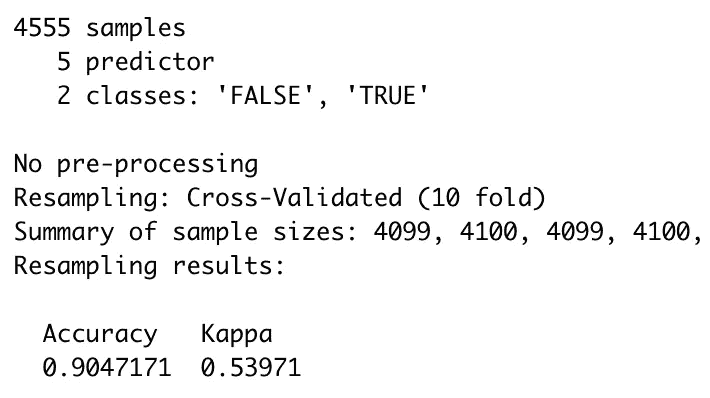 4555 samples
5 predictor
2 classes: 'FALSE', 'TRUE'
No pre-processing
Resampling: Cross-Validated (10 fold)
Summary of sample sizes: 4099, 4100, 4099, 4100,
Resampling results:
Accuracy Kappa
0.9047171 0.53971